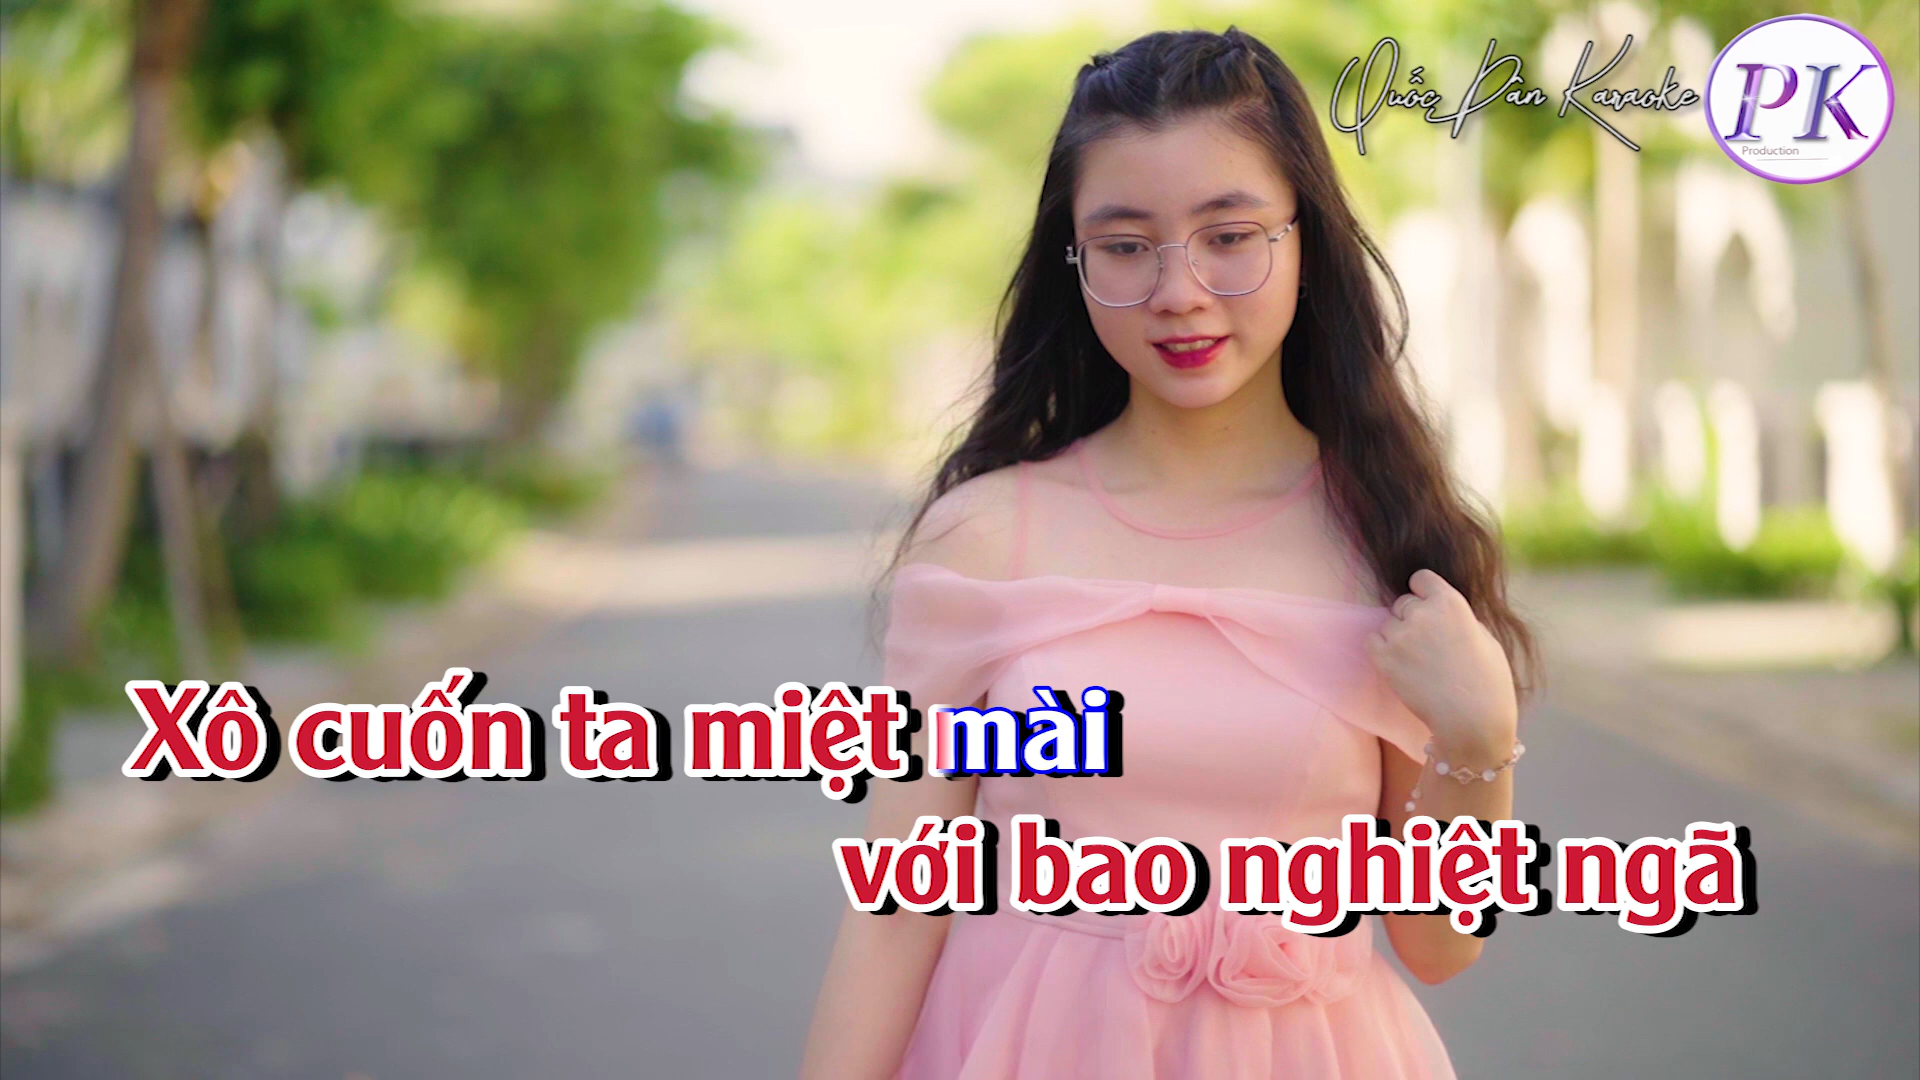 Quốc Dân Karaoke
PK
Production
Xô cuốn ta miệt mài
với bao nghiệt ngã